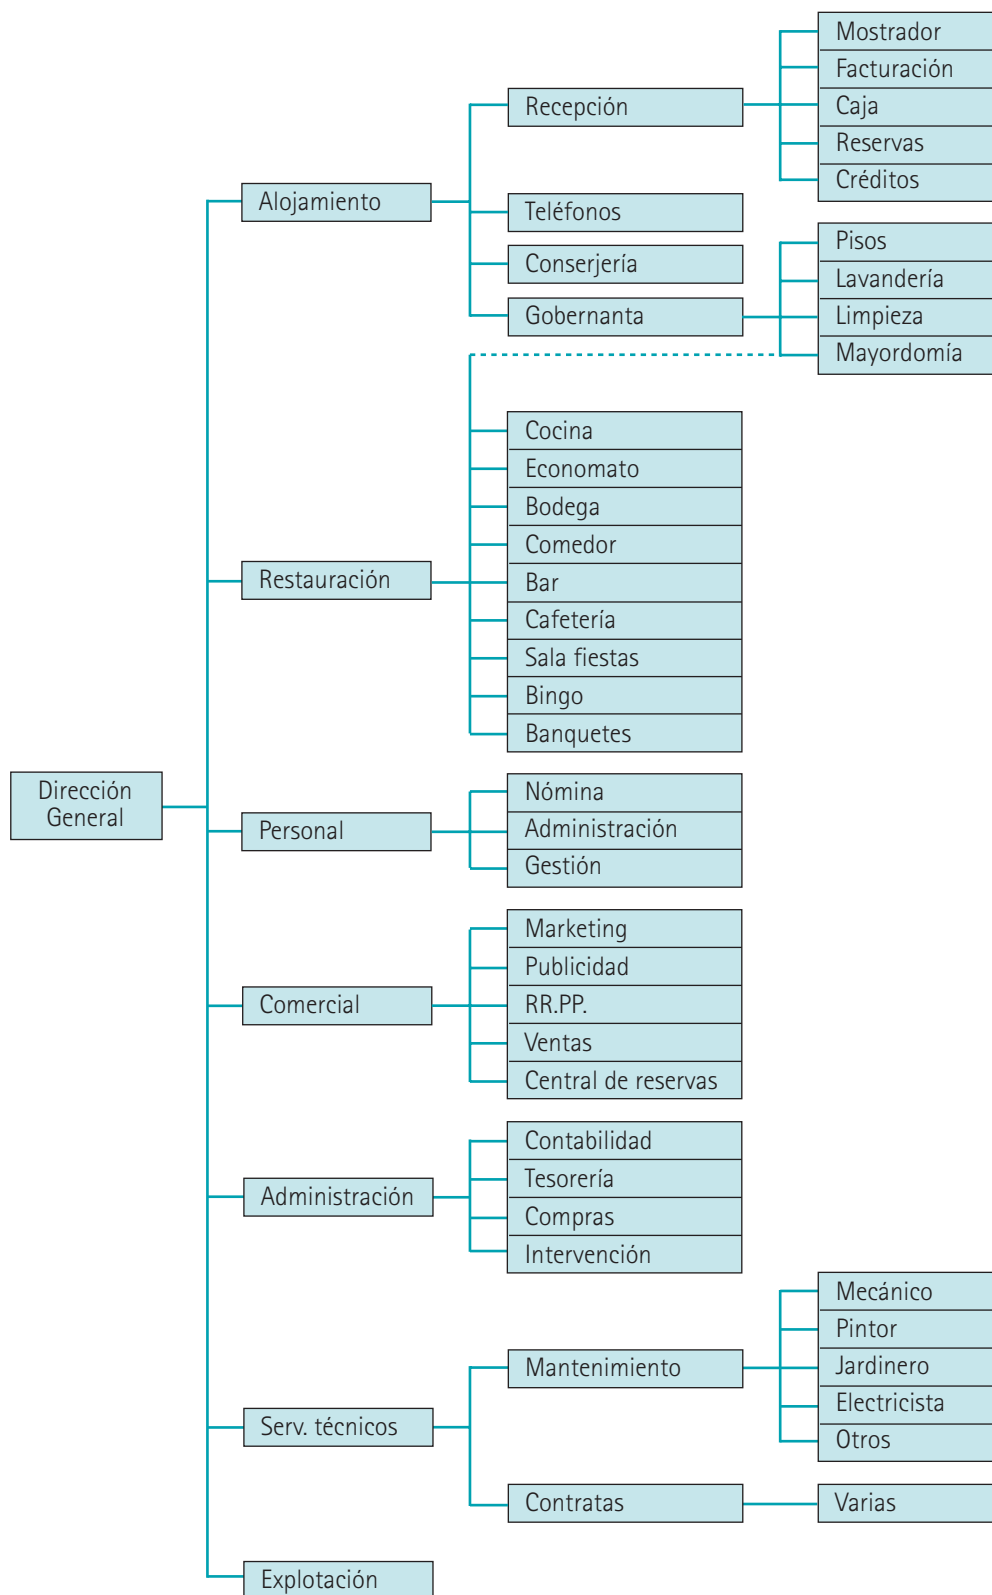 Mostrador
Facturación
Recepción
Caja
Reservas
Créditos
Alojamiento
Teléfonos
Conserjería
Gobernanta
Pisos
Lavandería
Limpieza
Mayordomía
Cocina
Economato
Bodega
Comedor
Restauración
Bar
Cafetería
Sala fiestas
Bingo
Banquetes
Dirección
General
Nómina
Personal
Administración
Gestión
Marketing
Publicidad
Comercial
RR.PP.
Ventas
Central de reservas
Contabilidad
Tesorería
Administración
Compras
Intervención
Mecánico
Pintor
Mantenimiento
Jardinero
Electricista
Otros
Serv. técnicos
Contratas
Varias
Explotación